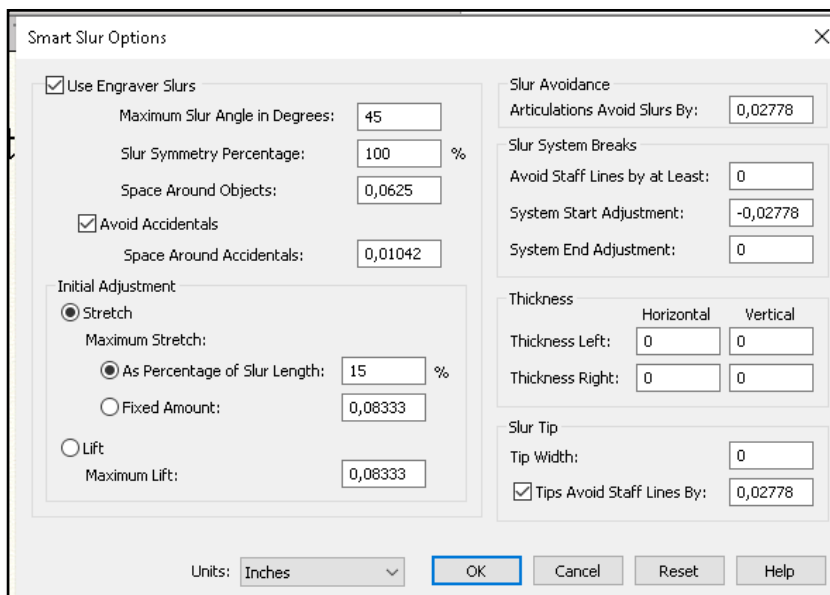 Smart Slur Options
Use Engraver Slurs
Maximum Slur Angle in Degrees: 45
Slur Symmetry Percentage: 100 %
Space Around Objects: 0,0625
Avoid Accidentals
Space Around Accidentals: 0,01042
Initial Adjustment
Stretch
Maximum Stretch:
As Percentage of Slur Length: 15 %
Fixed Amount: 0,08333
Lift
Maximum Lift: 0,08333
Slur Avoidance
Articulations Avoid Slurs By: 0,02778
Slur System Breaks
Avoid Staff Lines by at Least: 0
System Start Adjustment: -0,02778
System End Adjustment: 0
Thickness
Horizontal Vertical
Thickness Left: 0 0
Thickness Right: 0 0
Slur Tip
Tip Width: 0
Tips Avoid Staff Lines By: 0,02778
Units: Inches OK Cancel Reset Help